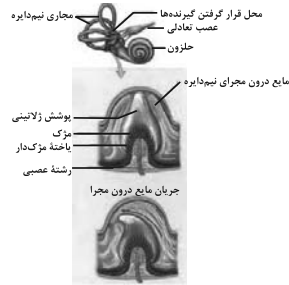 محل قرار گرفتن گیرنده‌ها
مجاری نیم‌دایره
عصب تعادلی
حلزون
مایع درون مجرای نیم‌دایره
پوشش ژلاتینی
مژک
یاختهٔ مژک‌دار
رشتهٔ عصبی
جریان مایع درون مجرا